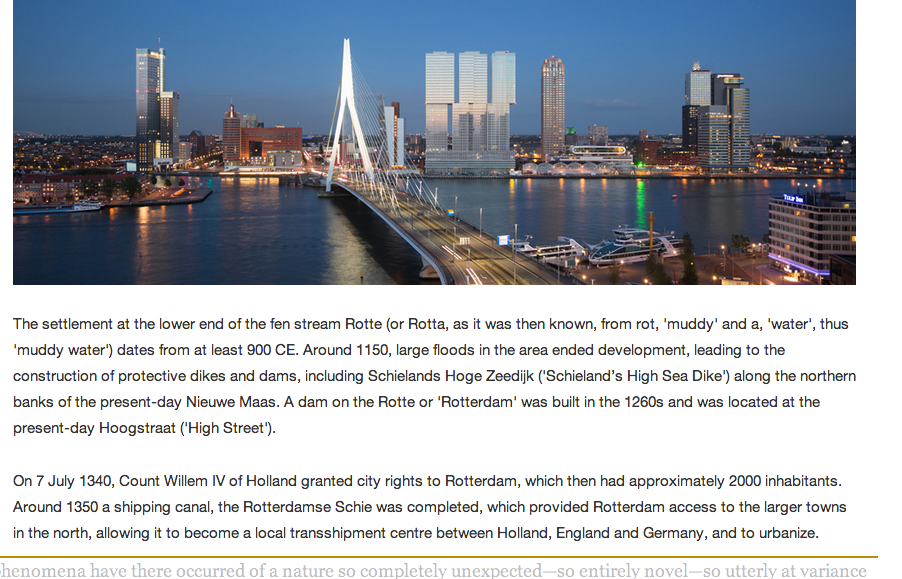 TULIP INN
The settlement at the lower end of the fen stream Rotte (or Rotta, as it was then known, from rot, 'muddy' and a, 'water', thus
'muddy water') dates from at least 900 CE. Around 1150, large floods in the area ended development, leading to the
construction of protective dikes and dams, including Schielands Hoge Zeedijk ('Schieland’s High Sea Dike') along the northern
banks of the present-day Nieuwe Maas. A dam on the Rotte or 'Rotterdam' was built in the 1260s and was located at the
present-day Hoogstraat ('High Street').
On 7 July 1340, Count Willem IV of Holland granted city rights to Rotterdam, which then had approximately 2000 inhabitants.
Around 1350 a shipping canal, the Rotterdamse Schie was completed, which provided Rotterdam access to the larger towns
in the north, allowing it to become a local transshipment centre between Holland, England and Germany, and to urbanize.
henomena have there occurred of a nature so completely unexpected—so entirely novel—so utterly at variance